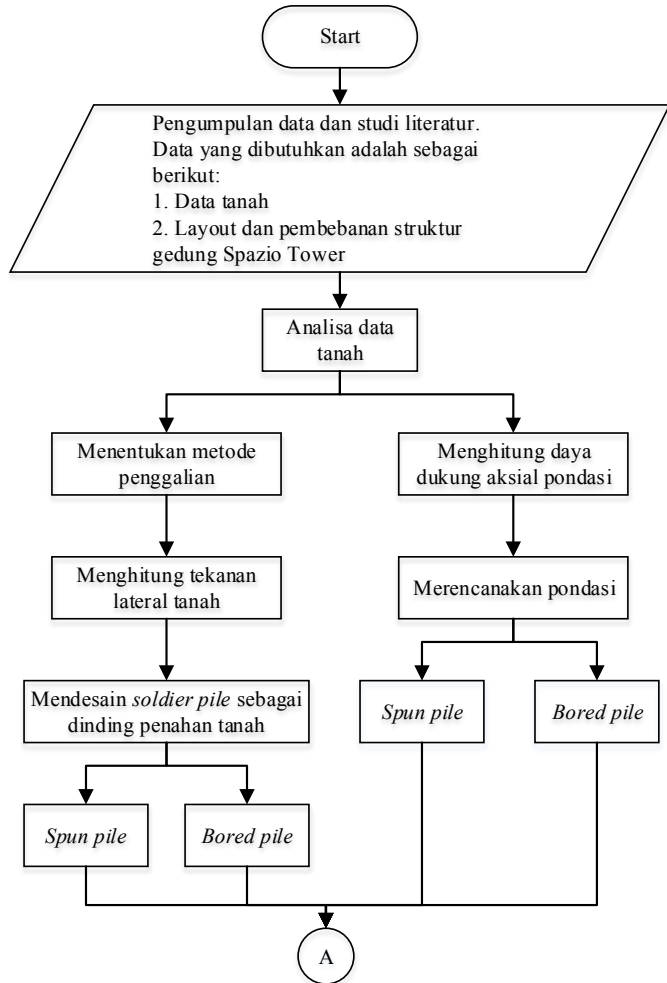 Start
Pengumpulan data dan studi literatur.
Data yang dibutuhkan adalah sebagai
berikut:
1. Data tanah
2. Layout dan pembebanan struktur
gedung Spazio Tower
Analisa data
tanah
Menentukan metode
penggalian
Menghitung daya
dukung aksial pondasi
Menghitung tekanan
lateral tanah
Merencanakan pondasi
Mendesain soldier pile sebagai
dinding penahan tanah
Spun pile
Bored pile
Spun pile
Bored pile
A